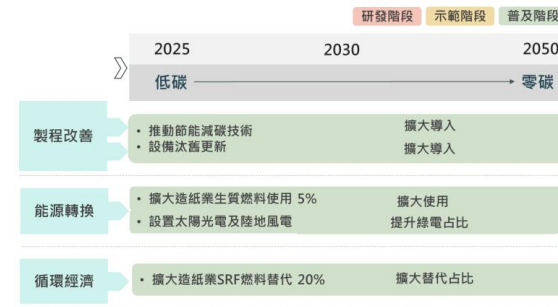 研發階段 示範階段 普及階段
2025 2030 2050
低碳 零碳
製程改善
• 推動節能減碳技術 擴大導入
• 設備汰舊更新 擴大導入
能源轉換
• 擴大造紙業生質燃料使用 5% 擴大使用
• 設置太陽光電及陸地風電 提升綠電占比
循環經濟
• 擴大造紙業SRF燃料替代 20% 擴大替代占比